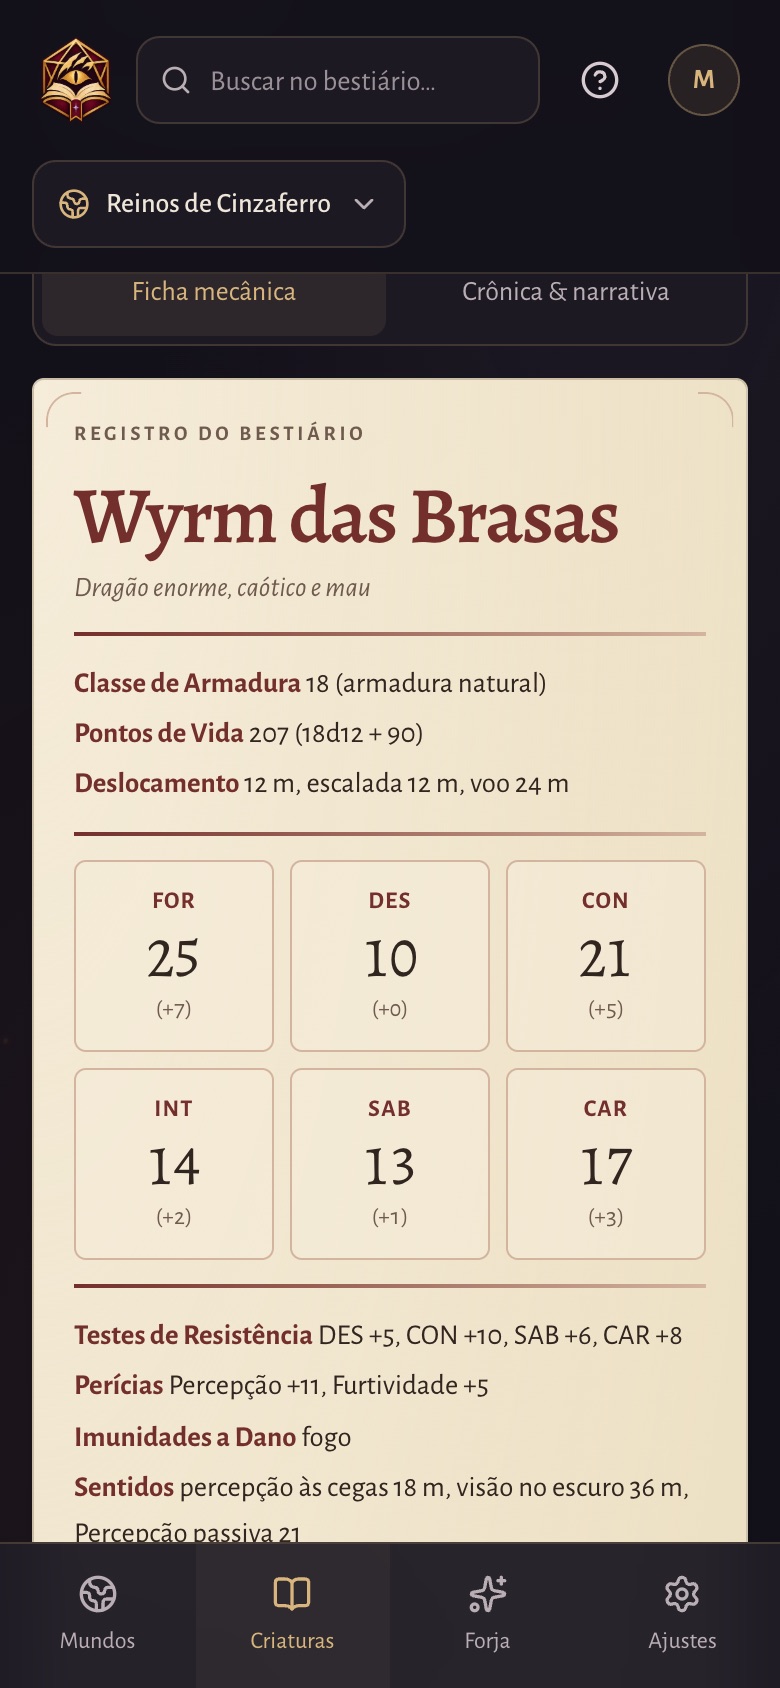 Buscar no bestiário...
M
Reinos de Cinzaferro
Ficha mecânica
Crônica & narrativa
REGISTRO DO BESTIÁRIO
Wyrm das Brasas
Dragão enorme, caótico e mau
Classe de Armadura 18 (armadura natural)
Pontos de Vida 207 (18d12 + 90)
Deslocamento 12 m, escalada 12 m, voo 24 m
FOR
25
(+7)
DES
10
(+0)
CON
21
(+5)
INT
14
(+2)
SAB
13
(+1)
CAR
17
(+3)
Testes de Resistência DES +5, CON +10, SAB +6, CAR +8
Perícias Percepção +11, Furtividade +5
Imunidades a Dano fogo
Sentidos percepção às cegas 18 m, visão no escuro 36 m,
Percepção passiva 21
Mundos
Criaturas
Forja
Ajustes